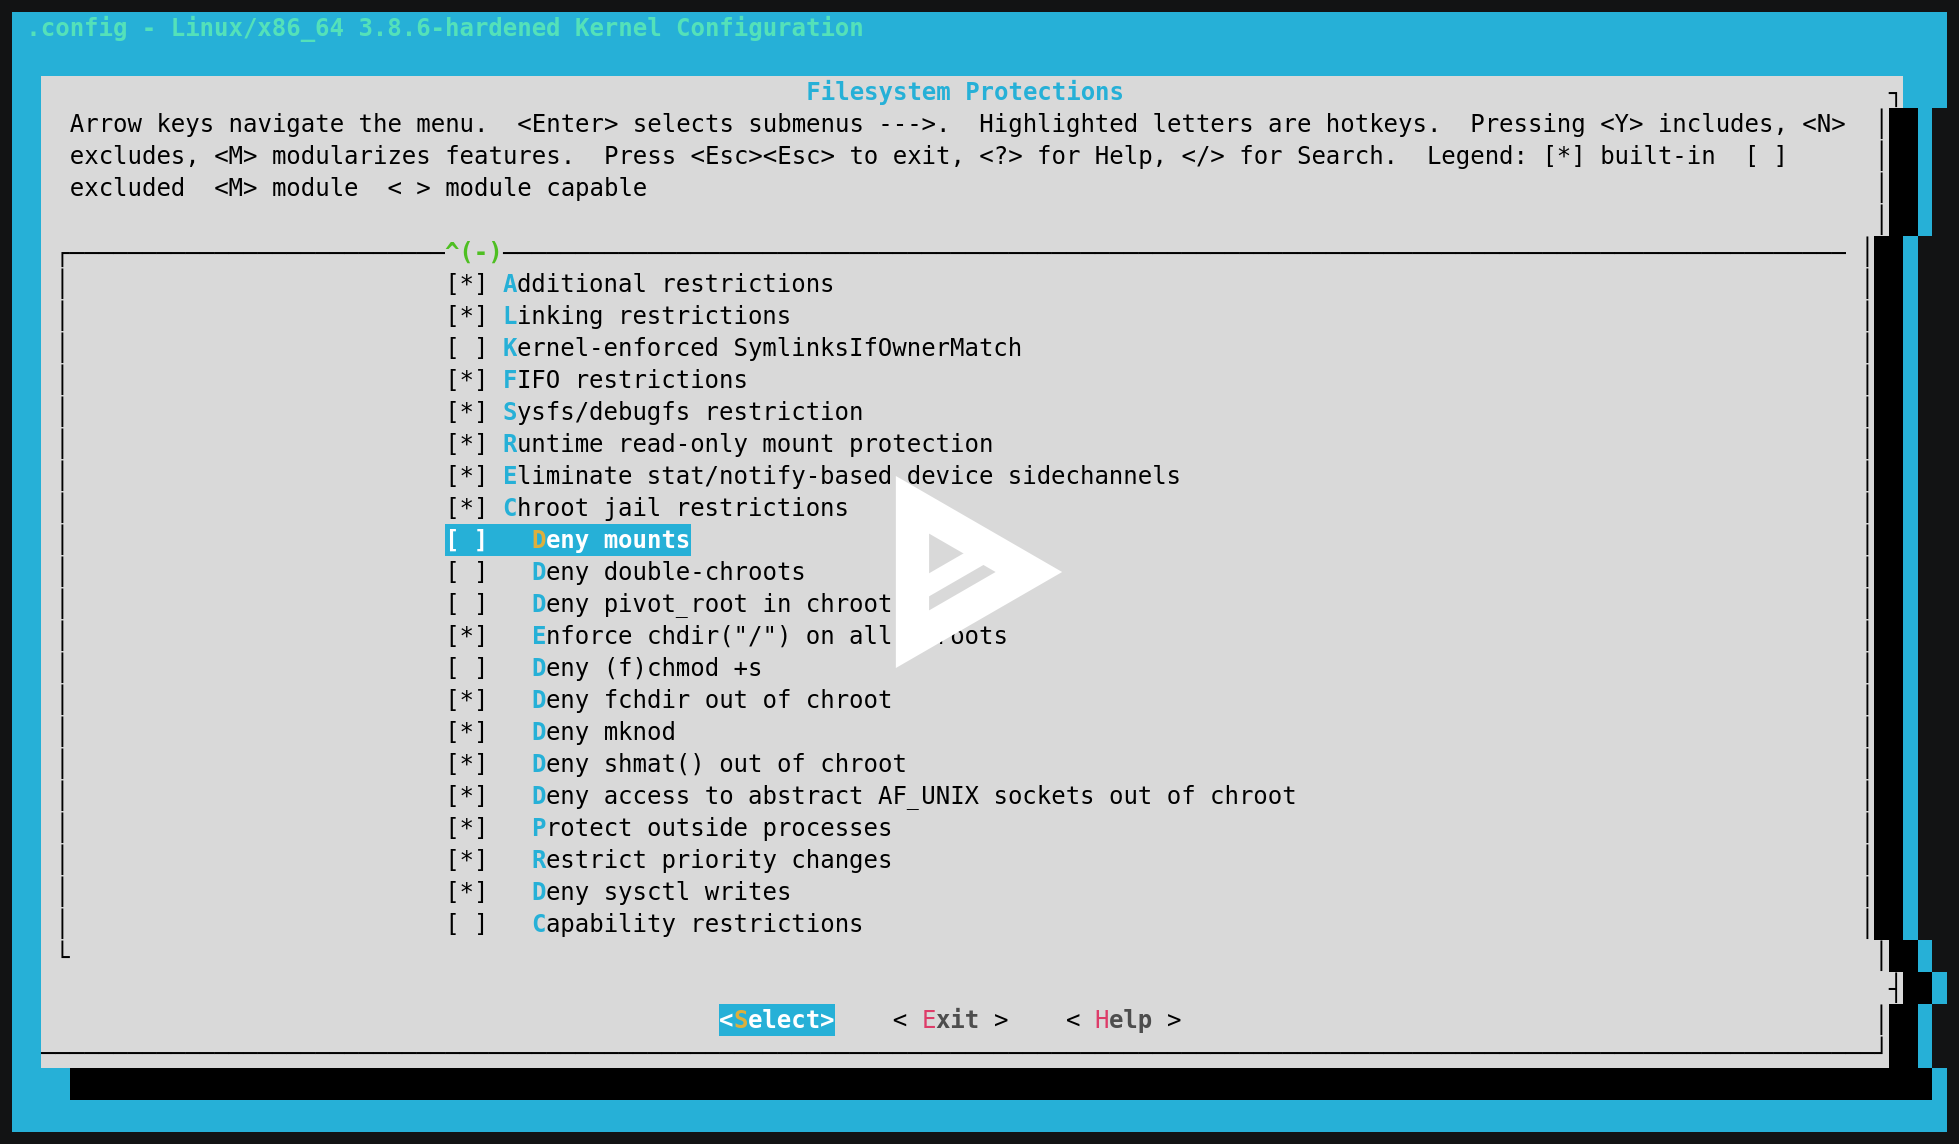 .config - Linux/x86_64 3.8.6-hardened Kernel Configuration
Filesystem Protections
Arrow keys navigate the menu.  <Enter> selects submenus --->.  Highlighted letters are hotkeys.  Pressing <Y> includes, <N>
excludes, <M> modularizes features.  Press <Esc><Esc> to exit, <?> for Help, </> for Search.  Legend: [*] built-in  [ ]
excluded  <M> module  < > module capable
^(-)
[*] Additional restrictions
[*] Linking restrictions
[ ] Kernel-enforced SymlinksIfOwnerMatch
[*] FIFO restrictions
[*] Sysfs/debugfs restriction
[*] Runtime read-only mount protection
[*] Eliminate stat/notify-based device sidechannels
[*] Chroot jail restrictions
[ ]   Deny mounts
[ ]   Deny double-chroots
[ ]   Deny pivot_root in chroot
[*]   Enforce chdir("/") on all chroots
[ ]   Deny (f)chmod +s
[*]   Deny fchdir out of chroot
[*]   Deny mknod
[*]   Deny shmat() out of chroot
[*]   Deny access to abstract AF_UNIX sockets out of chroot
[*]   Protect outside processes
[*]   Restrict priority changes
[*]   Deny sysctl writes
[ ]   Capability restrictions
<Select>    < Exit >    < Help >